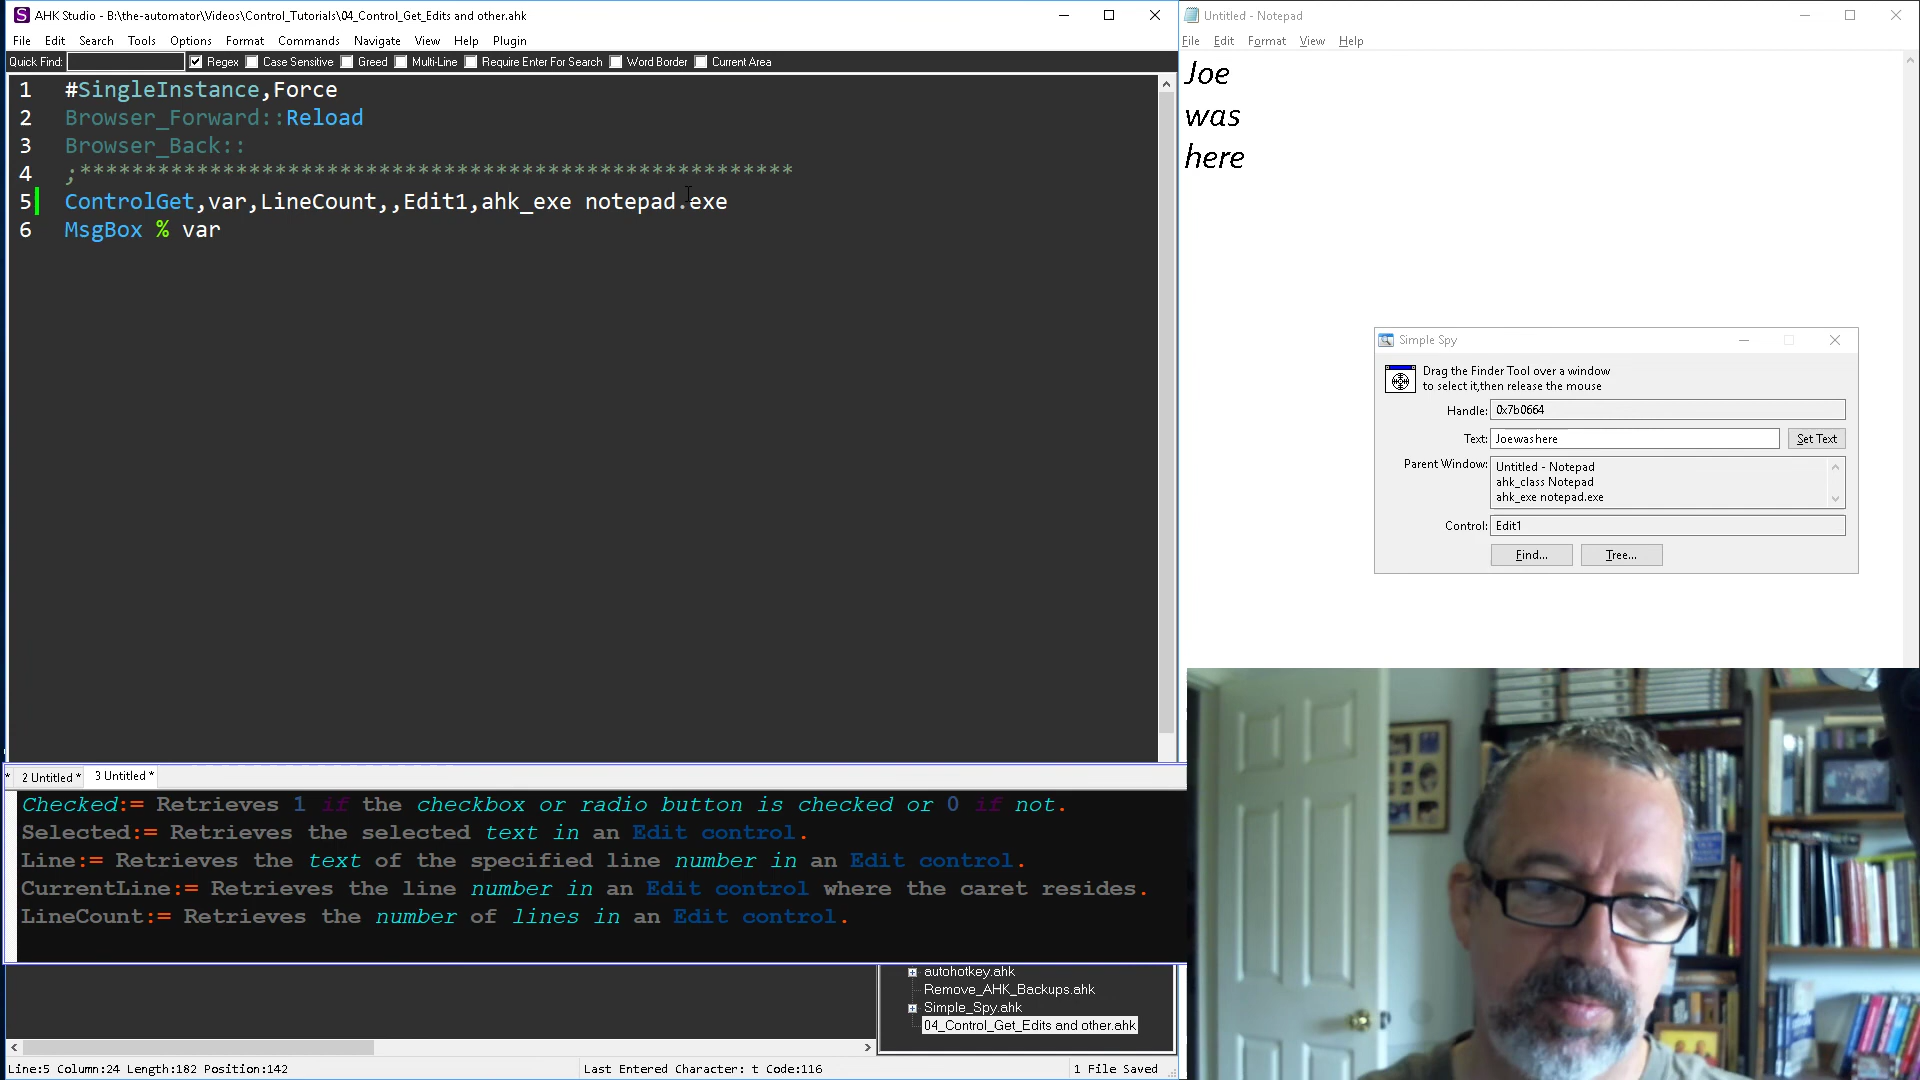 AHK Studio - B:\the-automator\Videos\Control_Tutorials\04_Control_Get_Edits and other.ahk
File Edit Search Tools Options Format Commands Navigate View Help Plugin
Quick Find: Regex Case Sensitive Greed Multi-Line Require Enter For Search Word Border Current Area
1 #SingleInstance,Force
2 Browser_Forward::Reload
3 Browser_Back::
4 ;*******************************************************
5 ControlGet,var,LineCount,,Edit1,ahk_exe notepad.exe
6 MsgBox % var
* 2 Untitled * 3 Untitled *
Checked:= Retrieves 1 if the checkbox or radio button is checked or 0 if not.
Selected:= Retrieves the selected text in an Edit control.
Line:= Retrieves the text of the specified line number in an Edit control.
CurrentLine:= Retrieves the line number in an Edit control where the caret resides.
LineCount:= Retrieves the number of lines in an Edit control.
autohotkey.ahk
Remove_AHK_Backups.ahk
Simple_Spy.ahk
04_Control_Get_Edits and other.ahk
Line:5 Column:24 Length:182 Position:142 Last Entered Character: t Code:116 1 File Saved
Untitled - Notepad
File Edit Format View Help
Joe
was
here
Simple Spy
Drag the Finder Tool over a window
to select it,then release the mouse
Handle: 0x7b0664
Text: Joewashere Set Text
Parent Window: Untitled - Notepad
ahk_class Notepad
ahk_exe notepad.exe
Control: Edit1
Find... Tree...